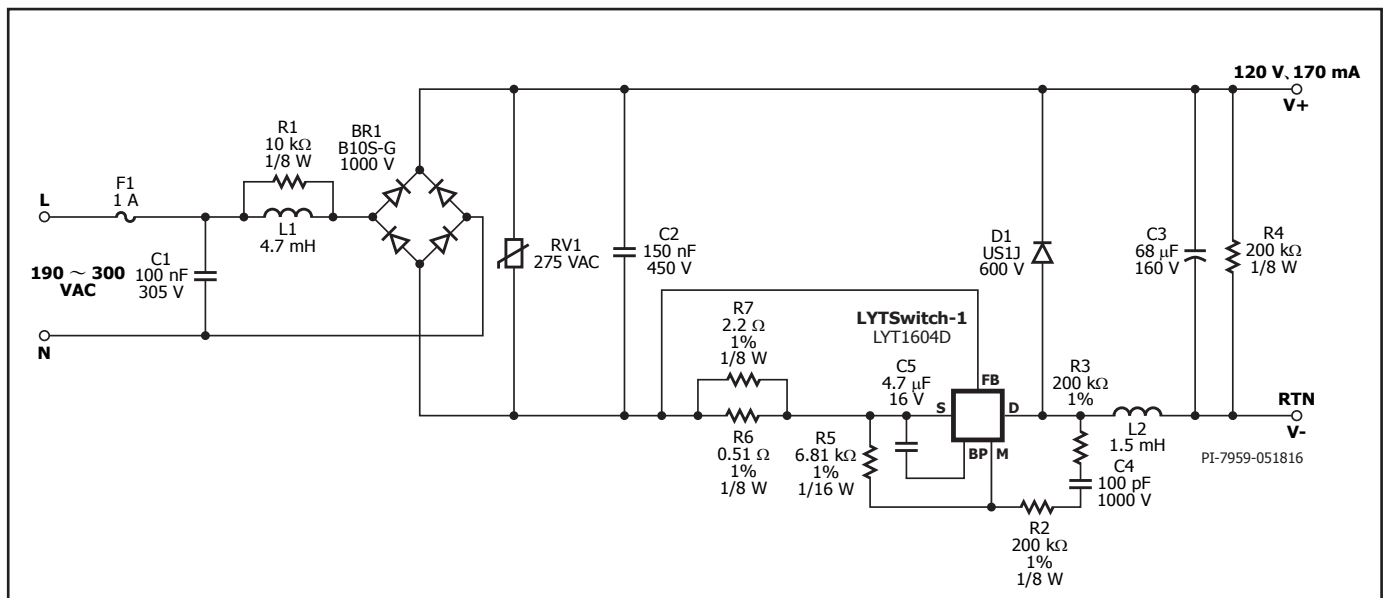 120 V、170 mA
V+
R1
10 kΩ
1/8 W
BR1
B10S-G
1000 V
F1
1 A
L
L1
4.7 mH
C1
100 nF
305 V
190 ~ 300
VAC
N
RV1
275 VAC
C2
150 nF
450 V
D1
US1J
600 V
C3
68 μF
160 V
R4
200 kΩ
1/8 W
R7
2.2 Ω
1%
1/8 W
LYTSwitch-1
LYT1604D
C5
4.7 μF
16 V
FB
S
D
BP
M
R3
200 kΩ
1%
RTN
V-
L2
1.5 mH
R6
0.51 Ω
1%
1/8 W
R5
6.81 kΩ
1%
1/16 W
C4
100 pF
1000 V
PI-7959-051816
R2
200 kΩ
1%
1/8 W